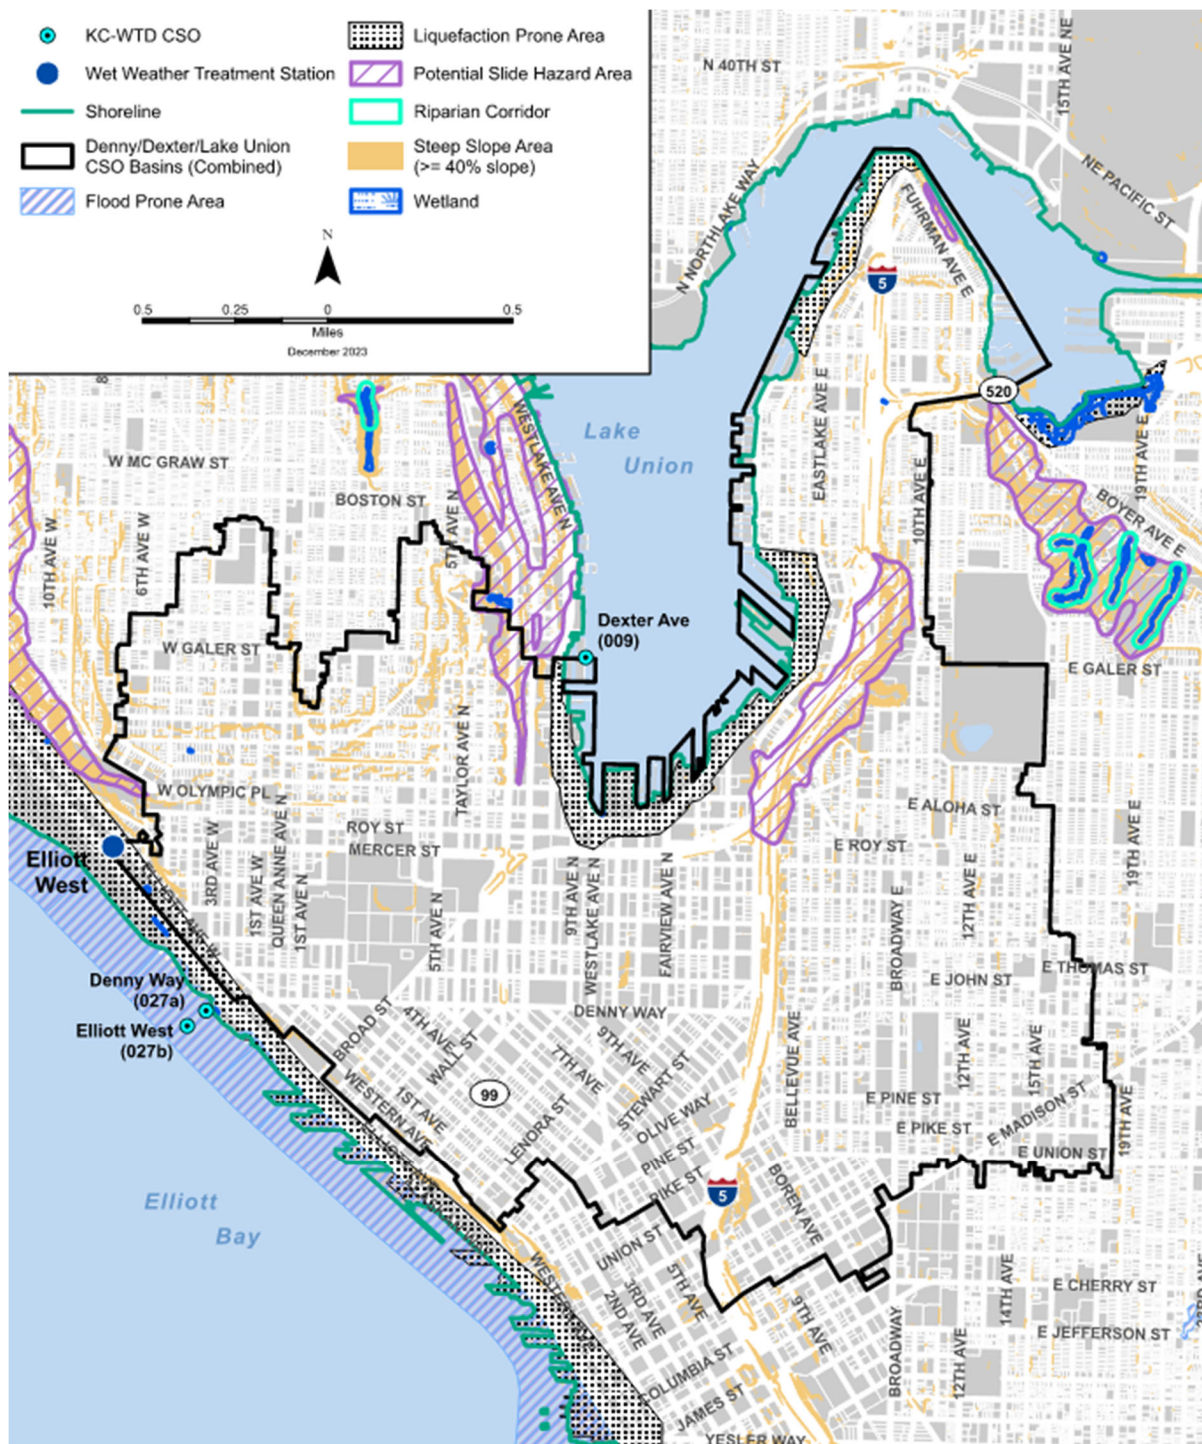 KC-WTD CSO
Wet Weather Treatment Station
Shoreline
Denny/Dexter/Lake Union
CSO Basins (Combined)
Flood Prone Area
Liquefaction Prone Area
Potential Slide Hazard Area
Riparian Corridor
Steep Slope Area
(>= 40% slope)
Wetland
N
0.5
0.25
0
0.5
Miles
December 2023
N 40TH ST
15TH AVE NE
NE PACIFIC ST
N NORTHLAKE WAY
FUHRMAN AVE E
5
520
Lake
Union
EASTLAKE AVE E
10TH AVE E
19TH AVE E
BOYER AVE E
W MC GRAW ST
BOSTON ST
WESTLAKE AVE N
5TH AVE N
10TH AVE W
6TH AVE W
W GALER ST
Dexter Ave
(009)
E GALER ST
TAYLOR AVE N
W OLYMPIC PL
ROY ST
MERCER ST
E ALOHA ST
E ROY ST
Elliott
West
3RD AVE W
1ST AVE W
QUEEN ANNE AVE N
1ST AVE N
5TH AVE N
9TH AVE N
WESTLAKE AVE N
FAIRVIEW AVE N
BROADWAY E
12TH AVE E
19TH AVE E
E THOMAS ST
E JOHN ST
Denny Way
(027a)
Elliott West
(027b)
DENNY WAY
BROAD ST
4TH AVE
WALL ST
9TH AVE
7TH AVE
STEWART ST
BELLEVUE AVE
12TH AVE E
15TH AVE E
99
1ST AVE
WESTERN AVE
LENORA ST
OLIVE WAY
PINE ST
PIKE ST
E PINE ST
E PIKE ST
E MADISON ST
E UNION ST
19TH AVE
5
BOREN AVE
Elliott
Bay
UNION ST
5TH AVE
3RD AVE
2ND AVE
9TH AVE
14TH AVE
E CHERRY ST
E JEFFERSON ST
BROADWAY
12TH AVE
COLUMBIA ST
JAMES ST
YESLER WAY